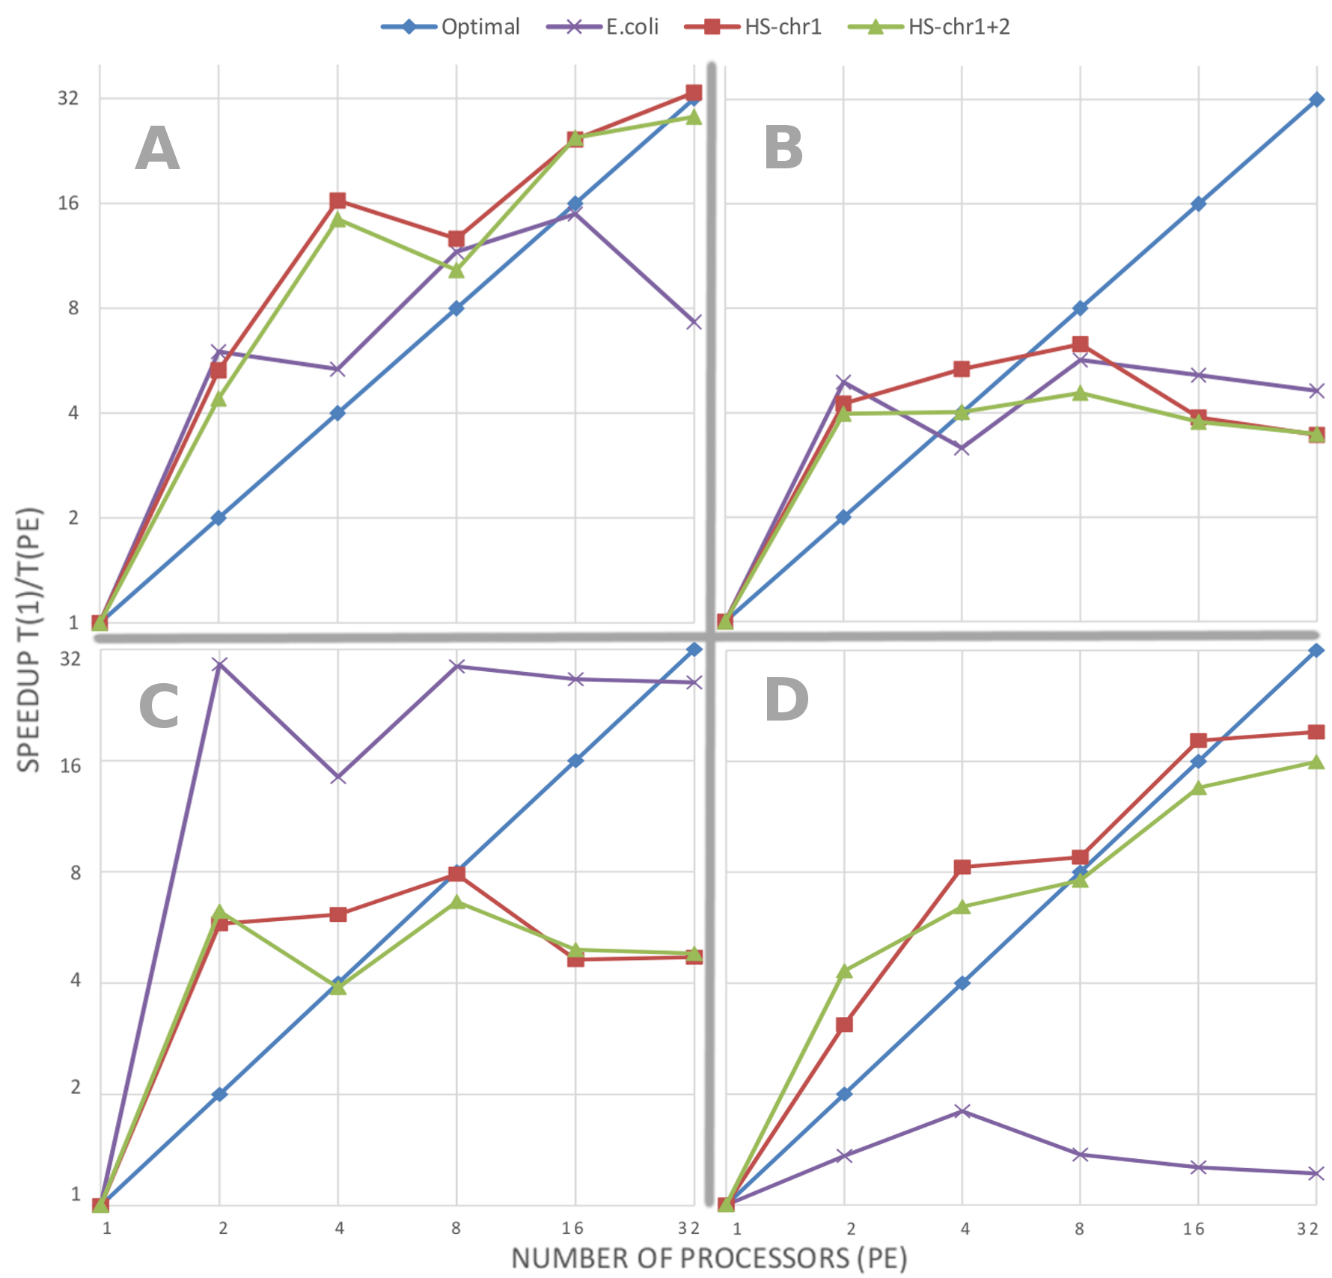 Optimal E.coli HS-chr1 HS-chr1+2
A
B
32
16
8
4
2
1
SPEEDUP T(1)/T(PE)
C
D
32
16
8
4
2
1
1 2 4 8 16 32
1 2 4 8 16 32
NUMBER OF PROCESSORS (PE)